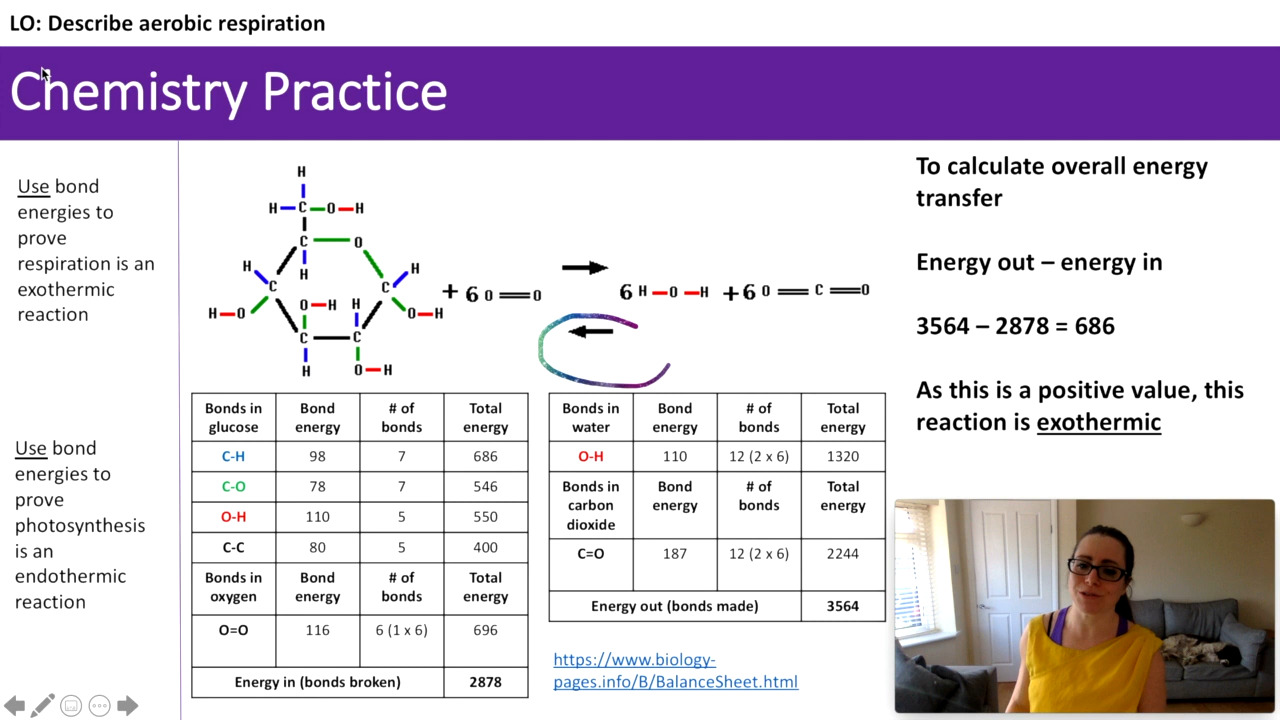 LO: Describe aerobic respiration
Chemistry Practice
Use bond
energies to
prove
respiration is an
exothermic
reaction
Use bond
energies to
prove
photosynthesis
is an
endothermic
reaction
H
H C O H
C O
H H H
C C
O H H
H O O H
C C
H O H
+ 6 O O
6 H O H + 6 O C O
Bonds in glucose Bond energy # of bonds Total energy
C-H 98 7 686
C-O 78 7 546
O-H 110 5 550
C-C 80 5 400
Bonds in oxygen Bond energy # of bonds Total energy
O=O 116 6 (1 x 6) 696
Energy in (bonds broken) 2878
Bonds in water Bond energy # of bonds Total energy
O-H 110 12 (2 x 6) 1320
Bonds in carbon dioxide Bond energy # of bonds Total energy
C=O 187 12 (2 x 6) 2244
Energy out (bonds made) 3564
https://www.biology-
pages.info/B/BalanceSheet.html
To calculate overall energy
transfer
Energy out – energy in
3564 – 2878 = 686
As this is a positive value, this
reaction is exothermic